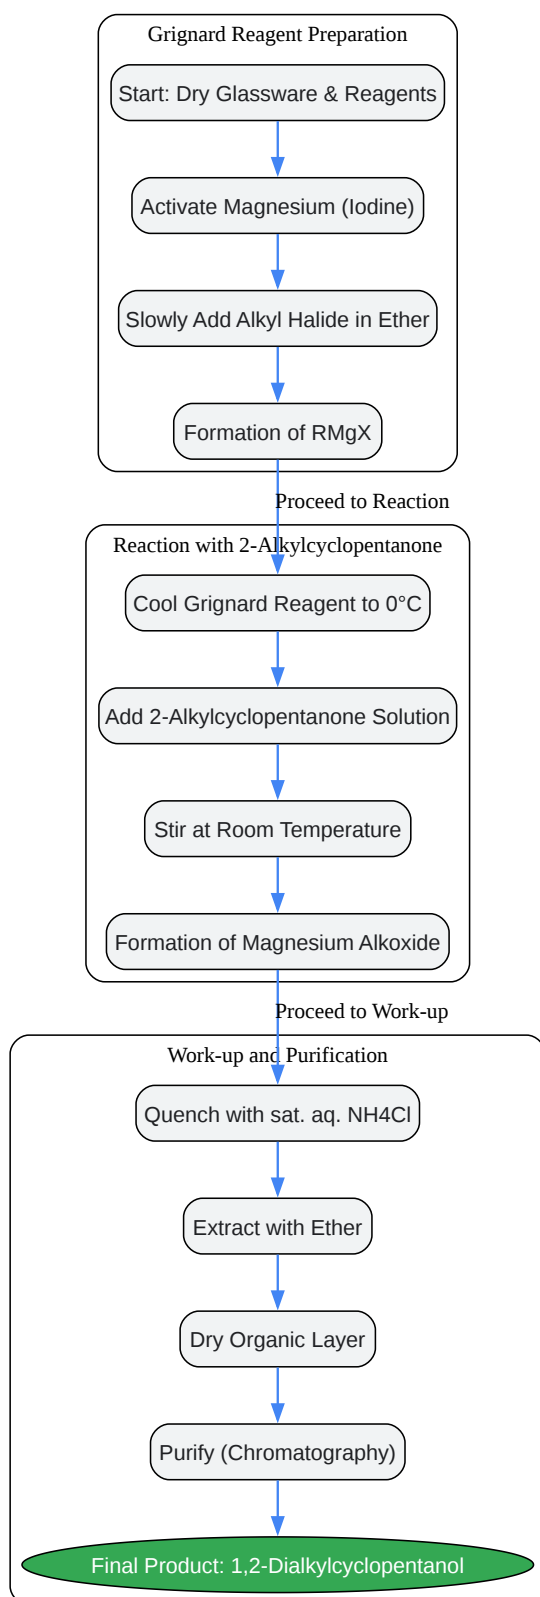 Grignard Reagent Preparation
Start: Dry Glassware & Reagents
Activate Magnesium (Iodine)
Slowly Add Alkyl Halide in Ether
Formation of RMgX
Proceed to Reaction
Reaction with 2-Alkylcyclopentanone
Cool Grignard Reagent to 0°C
Add 2-Alkylcyclopentanone Solution
Stir at Room Temperature
Formation of Magnesium Alkoxide
Proceed to Work-up
Work-up and Purification
Quench with sat. aq. NH4Cl
Extract with Ether
Dry Organic Layer
Purify (Chromatography)
Final Product: 1,2-Dialkylcyclopentanol